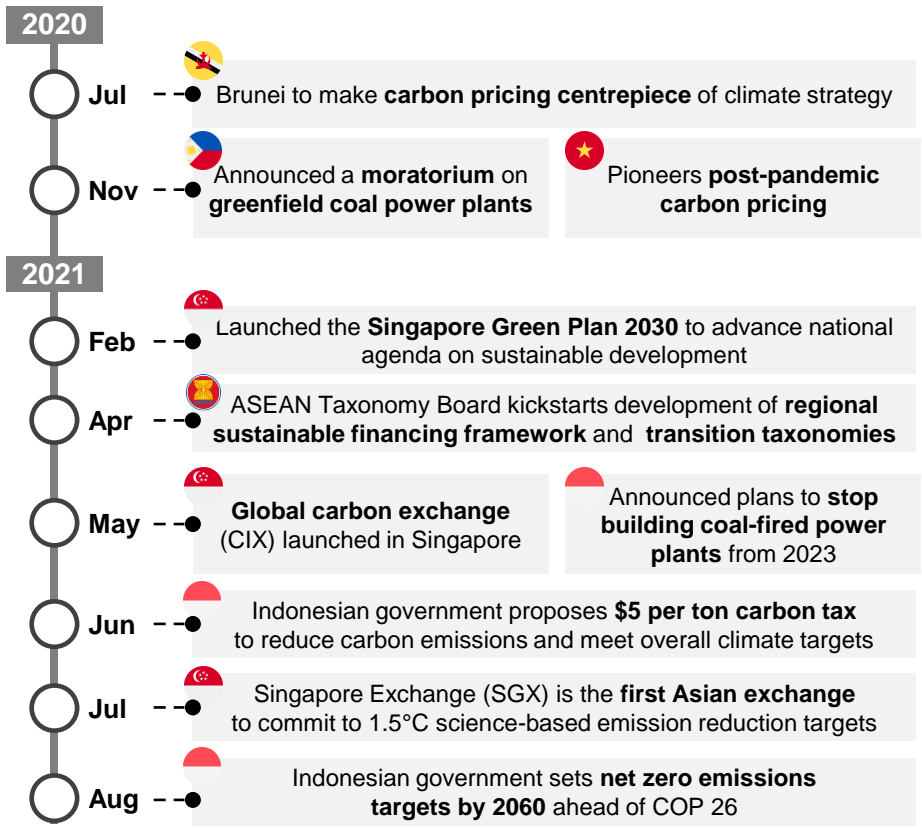 2020
Jul
Brunei to make carbon pricing centrepiece of climate strategy
Nov
Announced a moratorium on
greenfield coal power plants
Pioneers post-pandemic
carbon pricing
2021
Feb
Launched the Singapore Green Plan 2030 to advance national
agenda on sustainable development
Apr
ASEAN Taxonomy Board kickstarts development of regional
sustainable financing framework and transition taxonomies
May
Global carbon exchange
(CIX) launched in Singapore
Announced plans to stop
building coal-fired power
plants from 2023
Jun
Indonesian government proposes $5 per ton carbon tax
to reduce carbon emissions and meet overall climate targets
Jul
Singapore Exchange (SGX) is the first Asian exchange
to commit to 1.5°C science-based emission reduction targets
Aug
Indonesian government sets net zero emissions
targets by 2060 ahead of COP 26